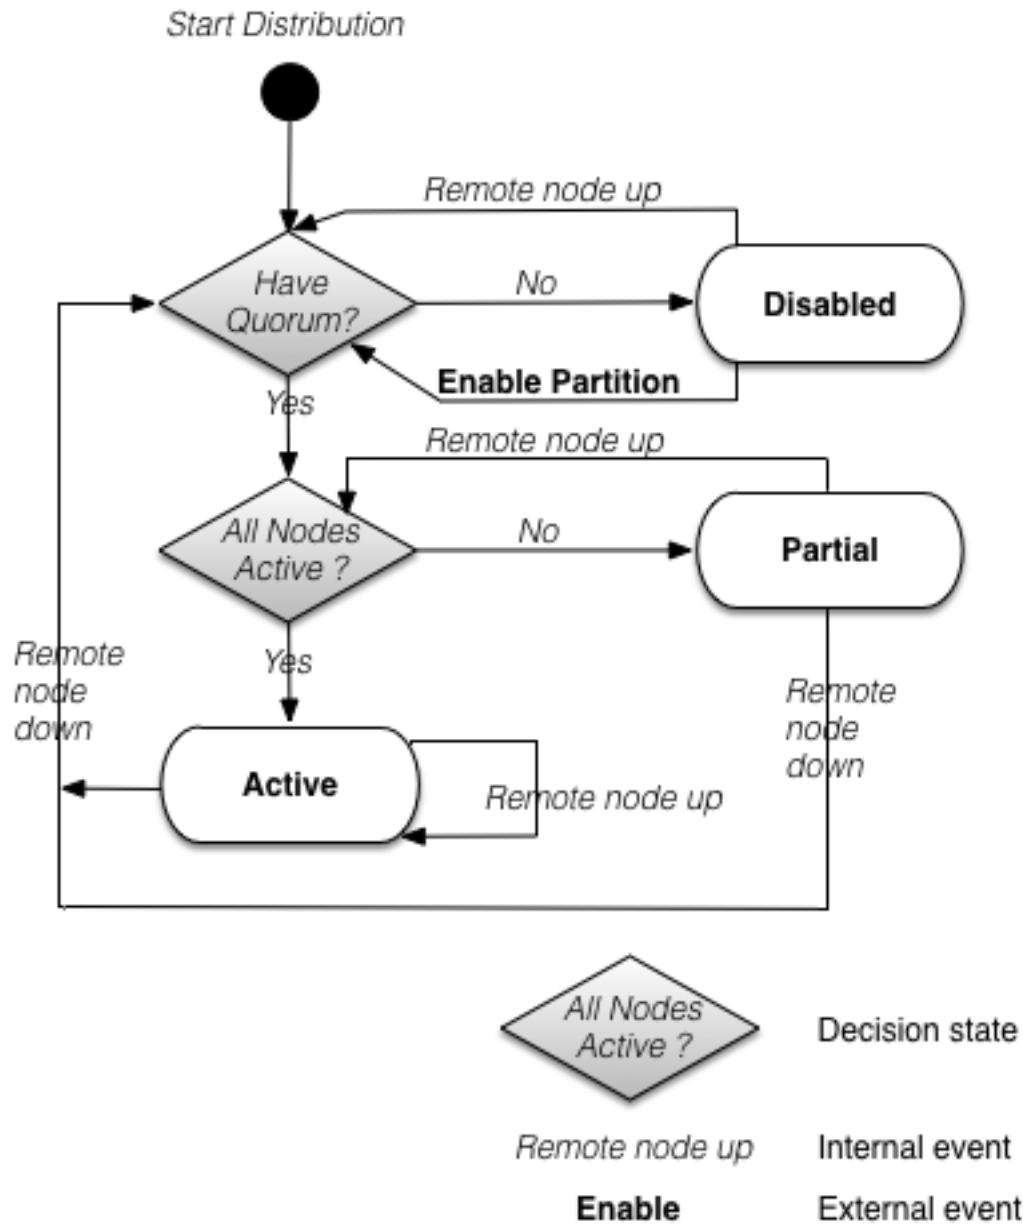 Start Distribution
Remote node up
Have
Quorum?
No
Disabled
Enable Partition
Yes
Remote node up
All Nodes
Active ?
No
Partial
Yes
Remote
node
down
Remote
node
down
Active
Remote node up
All Nodes
Active ?
Decision state
Remote node up
Internal event
Enable
External event